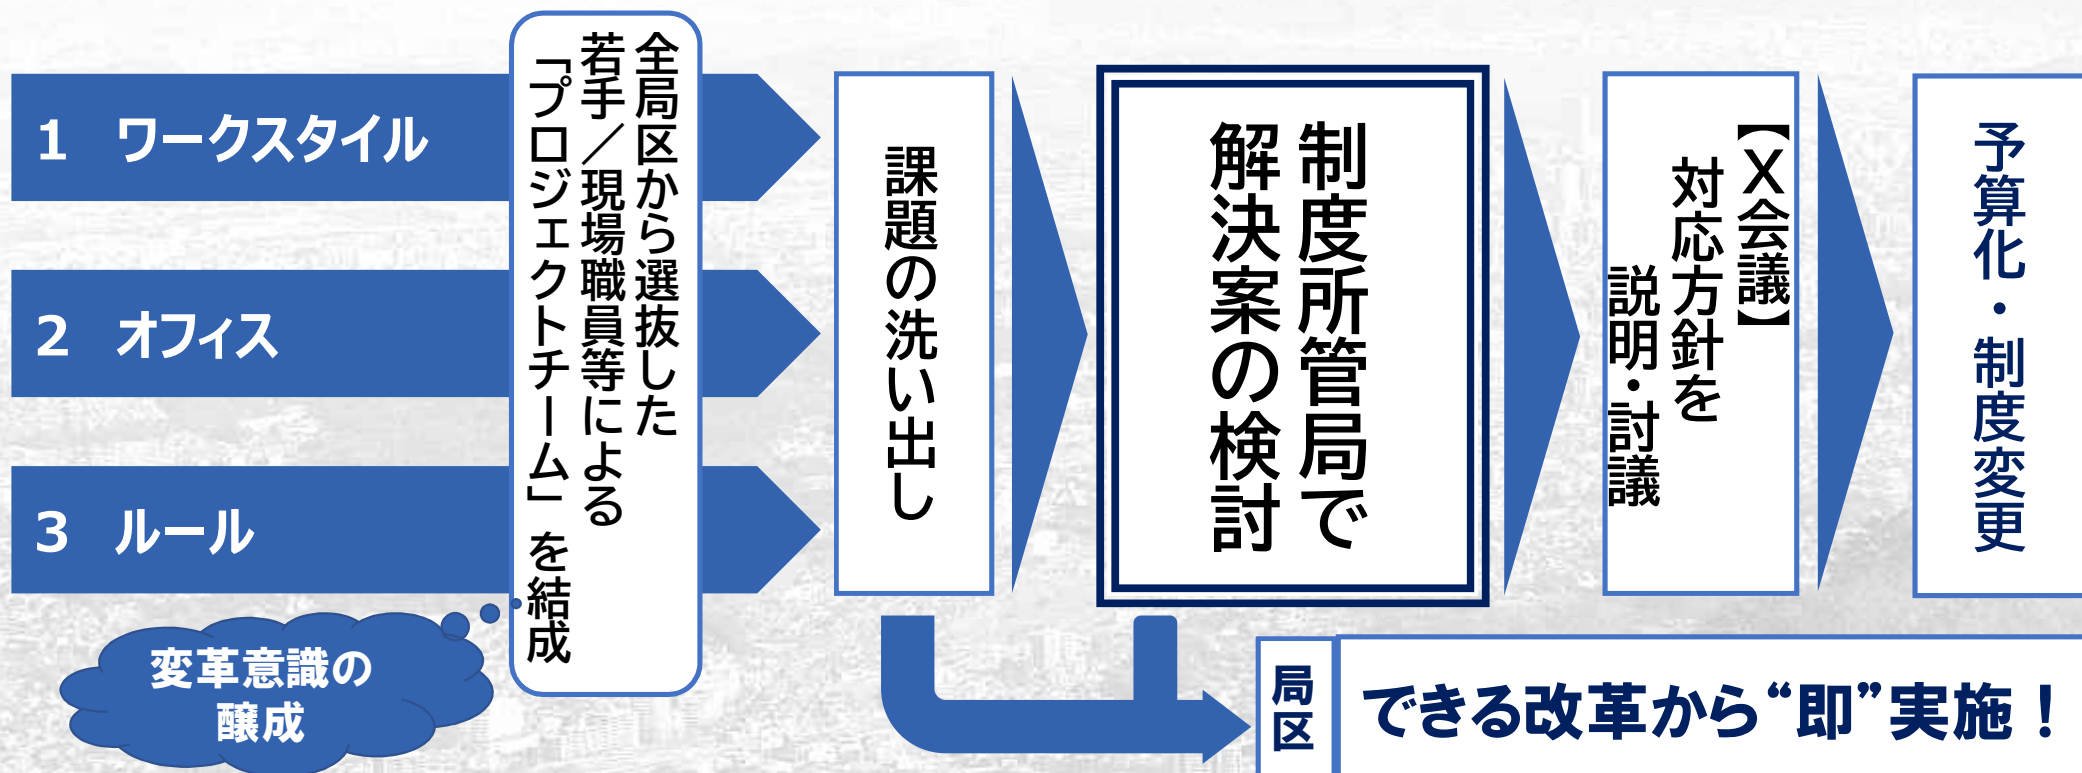 1 ワークスタイル
2 オフィス
3 ルール
全局区から選抜した
若手／現場職員等による
「プロジェクトチーム」を結成
変革意識の
醸成
課題の洗い出し
制度所管局で
解決案の検討
【X会議】
対応方針を
説明・討議
予算化・制度変更
局区
できる改革から“即”実施！